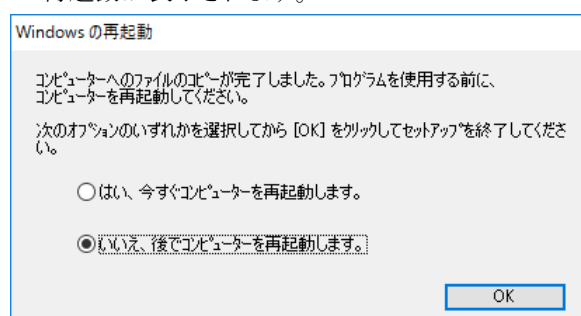 Windows の再起動
コンピューターへのファイルのコピーが完了しました。プログラムを使用する前に、
コンピューターを再起動してください。
次のオプションのいずれかを選択してから [OK] をクリックしてセットアップを終了してくださ
い。
はい、今すぐコンピューターを再起動します。
いいえ、後でコンピューターを再起動します。
OK